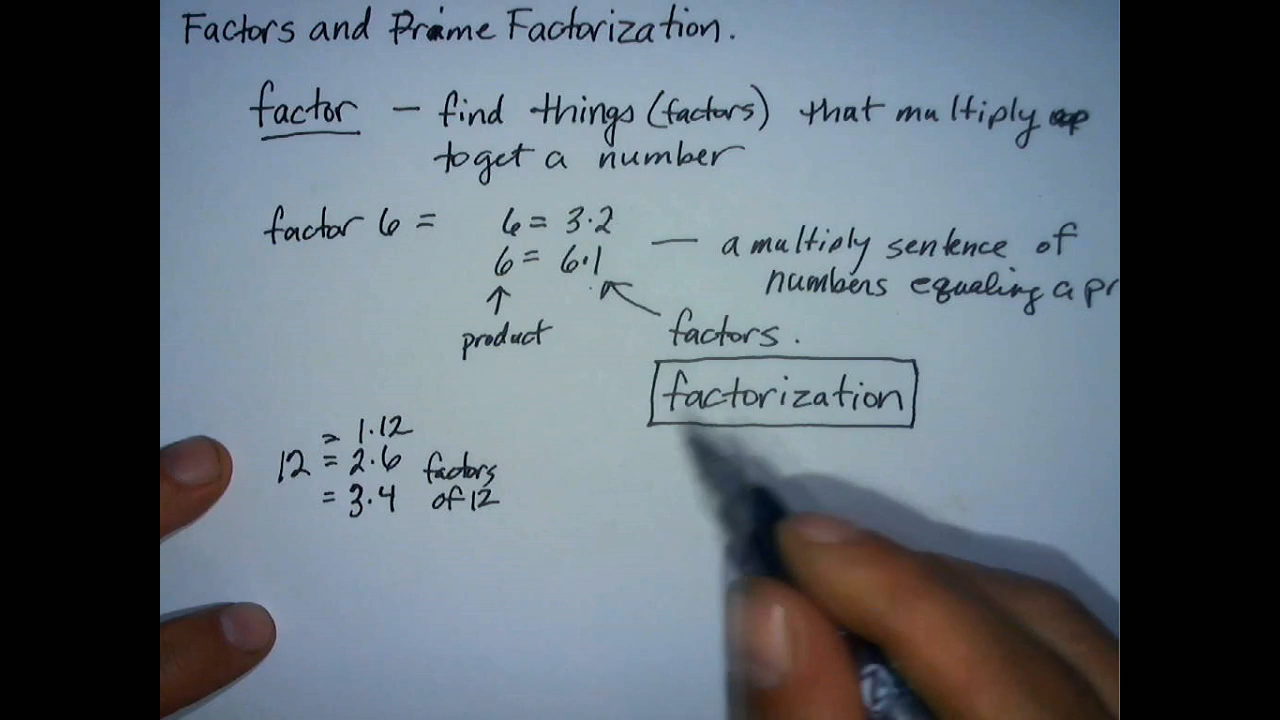 Factors and Prime Factorization.
factor - find things (factors) that multiply
to get a number
factor 6 = 6 = 3·2
6 = 6·1
— a multiply sentence of
numbers equaling a pr
product
factors.
factorization
= 1·12
12 = 2·6 factors
= 3·4 of 12